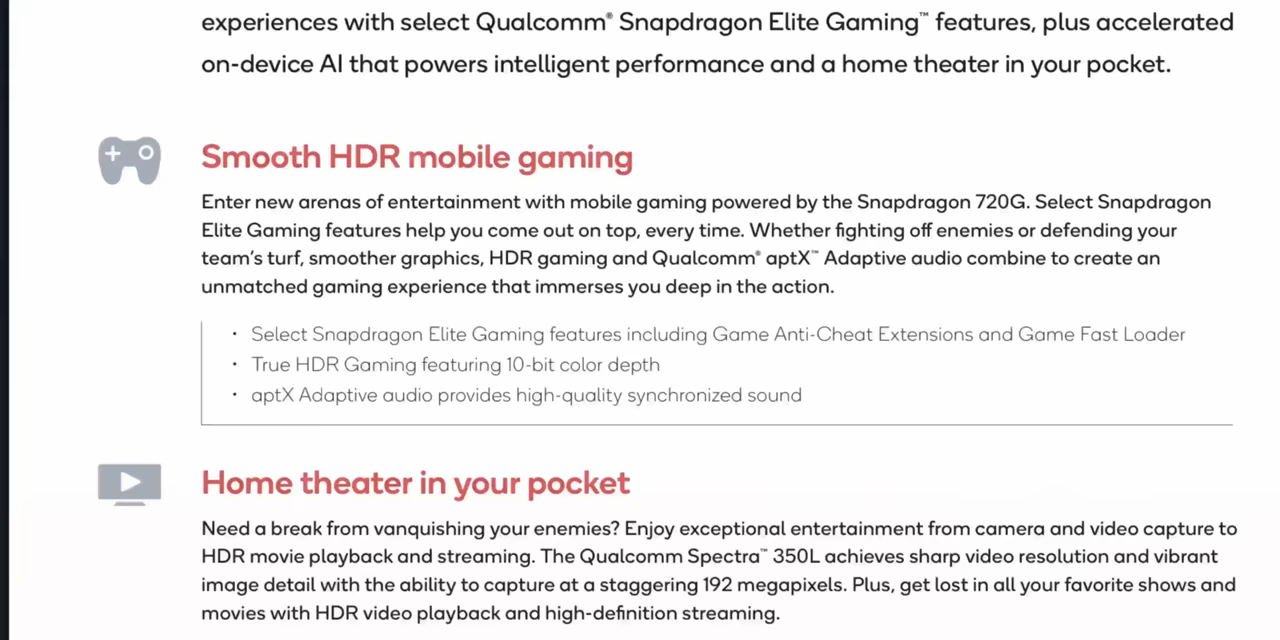 experiences with select Qualcomm® Snapdragon Elite Gaming™ features, plus accelerated
on-device AI that powers intelligent performance and a home theater in your pocket.
Smooth HDR mobile gaming
Enter new arenas of entertainment with mobile gaming powered by the Snapdragon 720G. Select Snapdragon
Elite Gaming features help you come out on top, every time. Whether fighting off enemies or defending your
team's turf, smoother graphics, HDR gaming and Qualcomm® aptX™ Adaptive audio combine to create an
unmatched gaming experience that immerses you deep in the action.
· Select Snapdragon Elite Gaming features including Game Anti-Cheat Extensions and Game Fast Loader
· True HDR Gaming featuring 10-bit color depth
· aptX Adaptive audio provides high-quality synchronized sound
Home theater in your pocket
Need a break from vanquishing your enemies? Enjoy exceptional entertainment from camera and video capture to
HDR movie playback and streaming. The Qualcomm Spectra™ 350L achieves sharp video resolution and vibrant
image detail with the ability to capture at a staggering 192 megapixels. Plus, get lost in all your favorite shows and
movies with HDR video playback and high-definition streaming.